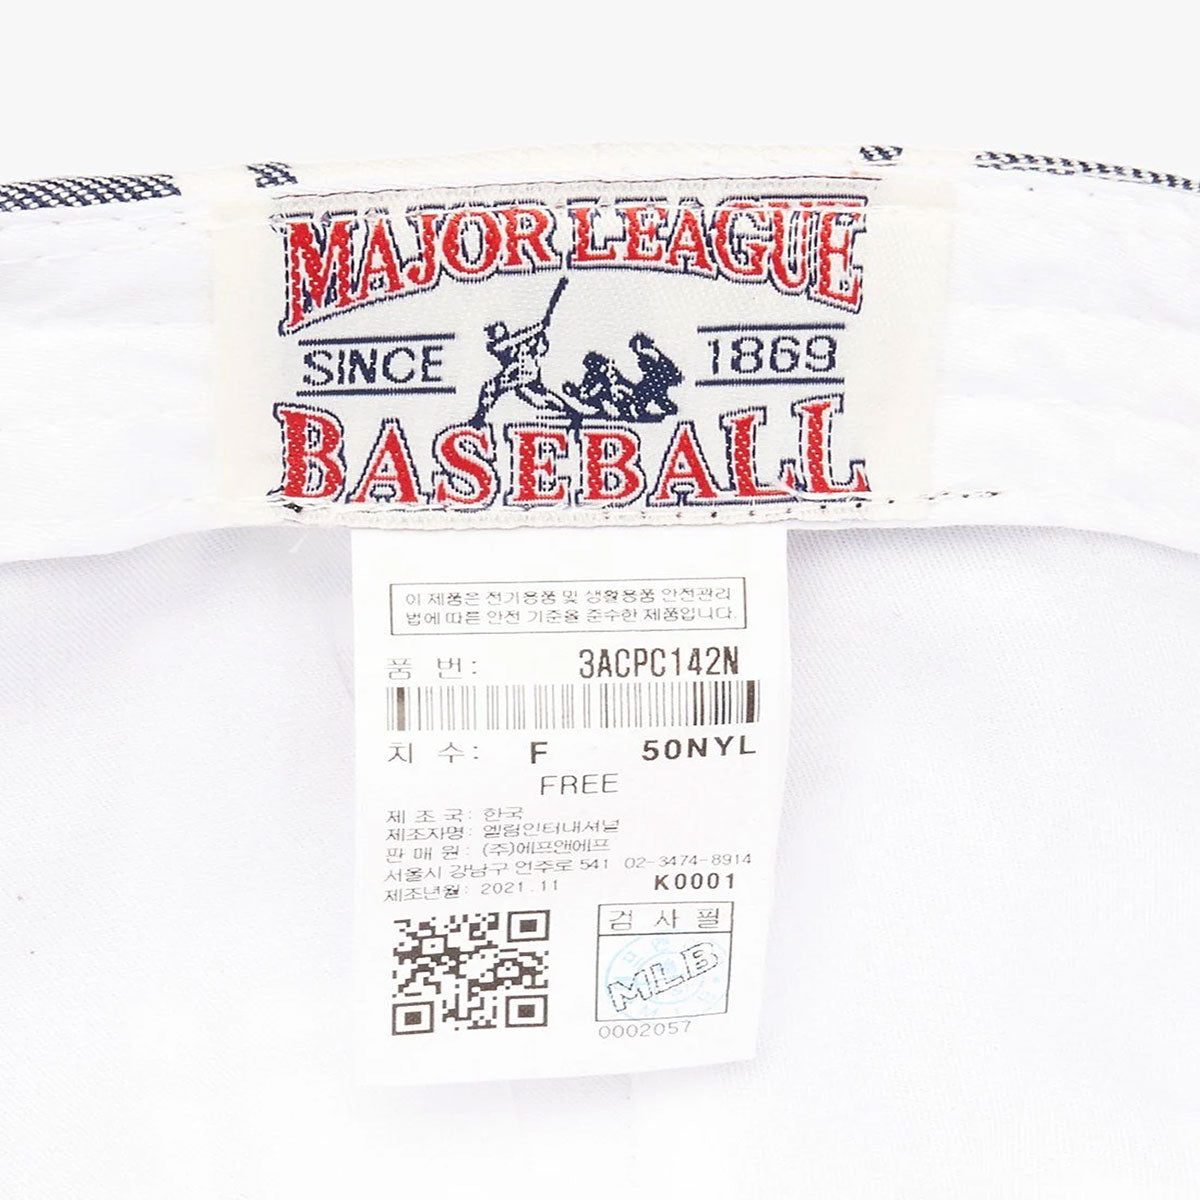 MAJOR LEAGUE
SINCE 1869
BASEBALL
이 제품은 전기용품 및 생활용품 안전관리
법에 따른 안전 기준을 준수한 제품입니다.
품 번: 3ACPC142N
치 수: F 50NYL
FREE
제 조 국: 한국
제조자명: 엘림인터내셔널
판 매 원: (주)에프앤에프
서울시 강남구 언주로 541 02-3474-8914
제조년월: 2021.11 K0001
검 사 필
MLB
0002057